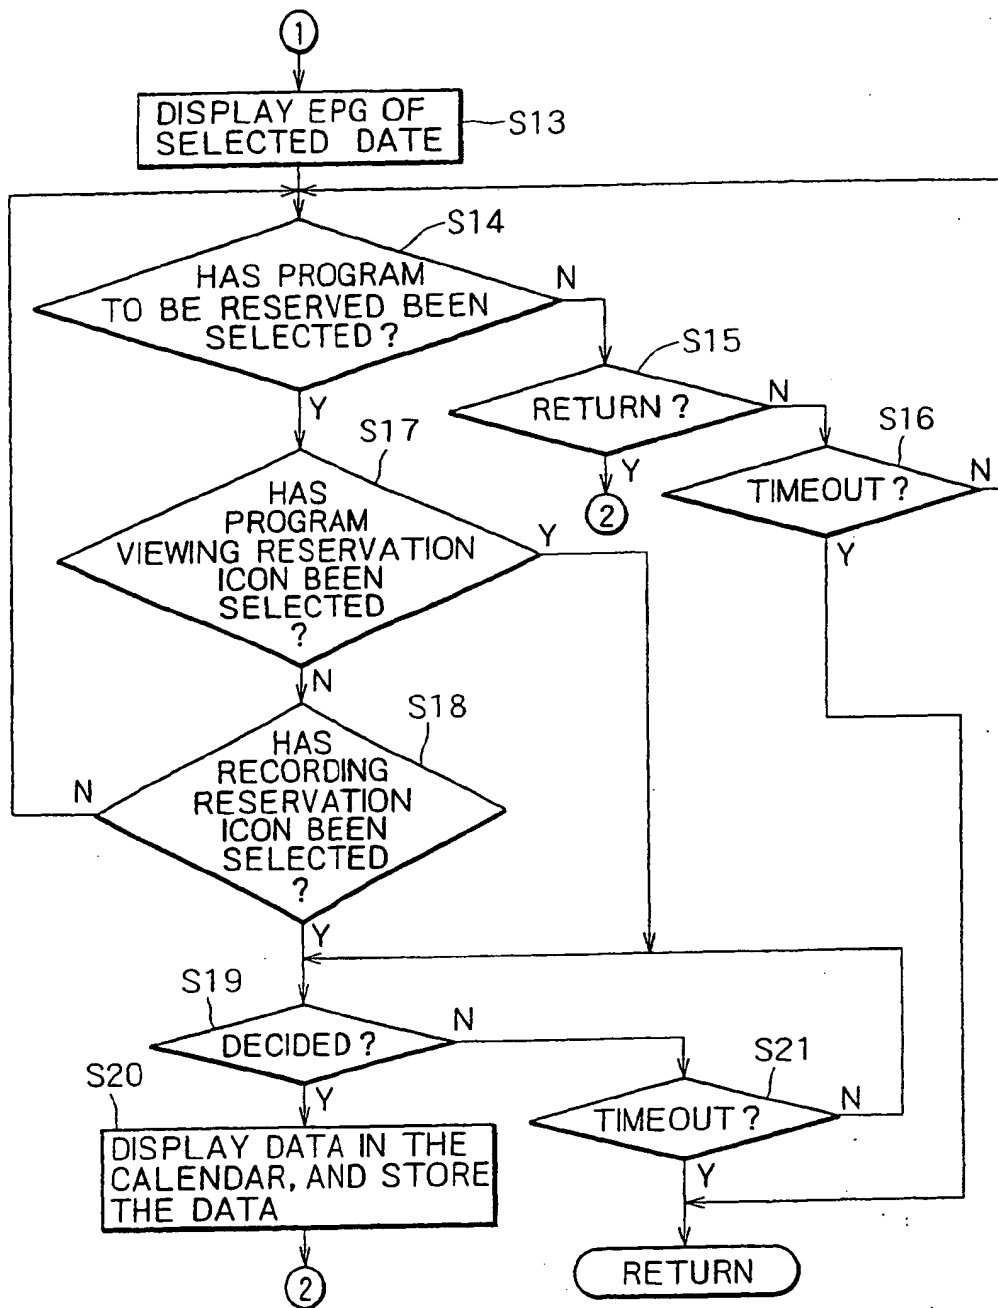 1
DISPLAY EPG OF
SELECTED DATE
S13
S14
HAS PROGRAM
TO BE RESERVED BEEN
SELECTED?
N
Y
S15
RETURN?
N
Y
2
S16
TIMEOUT?
N
Y
S17
HAS
PROGRAM
VIEWING RESERVATION
ICON BEEN
SELECTED
?
Y
N
S18
HAS
RECORDING
RESERVATION
ICON BEEN
SELECTED
?
N
Y
S19
DECIDED?
N
Y
S20
DISPLAY DATA IN THE
CALENDAR, AND STORE
THE DATA
2
S21
TIMEOUT?
N
Y
RETURN